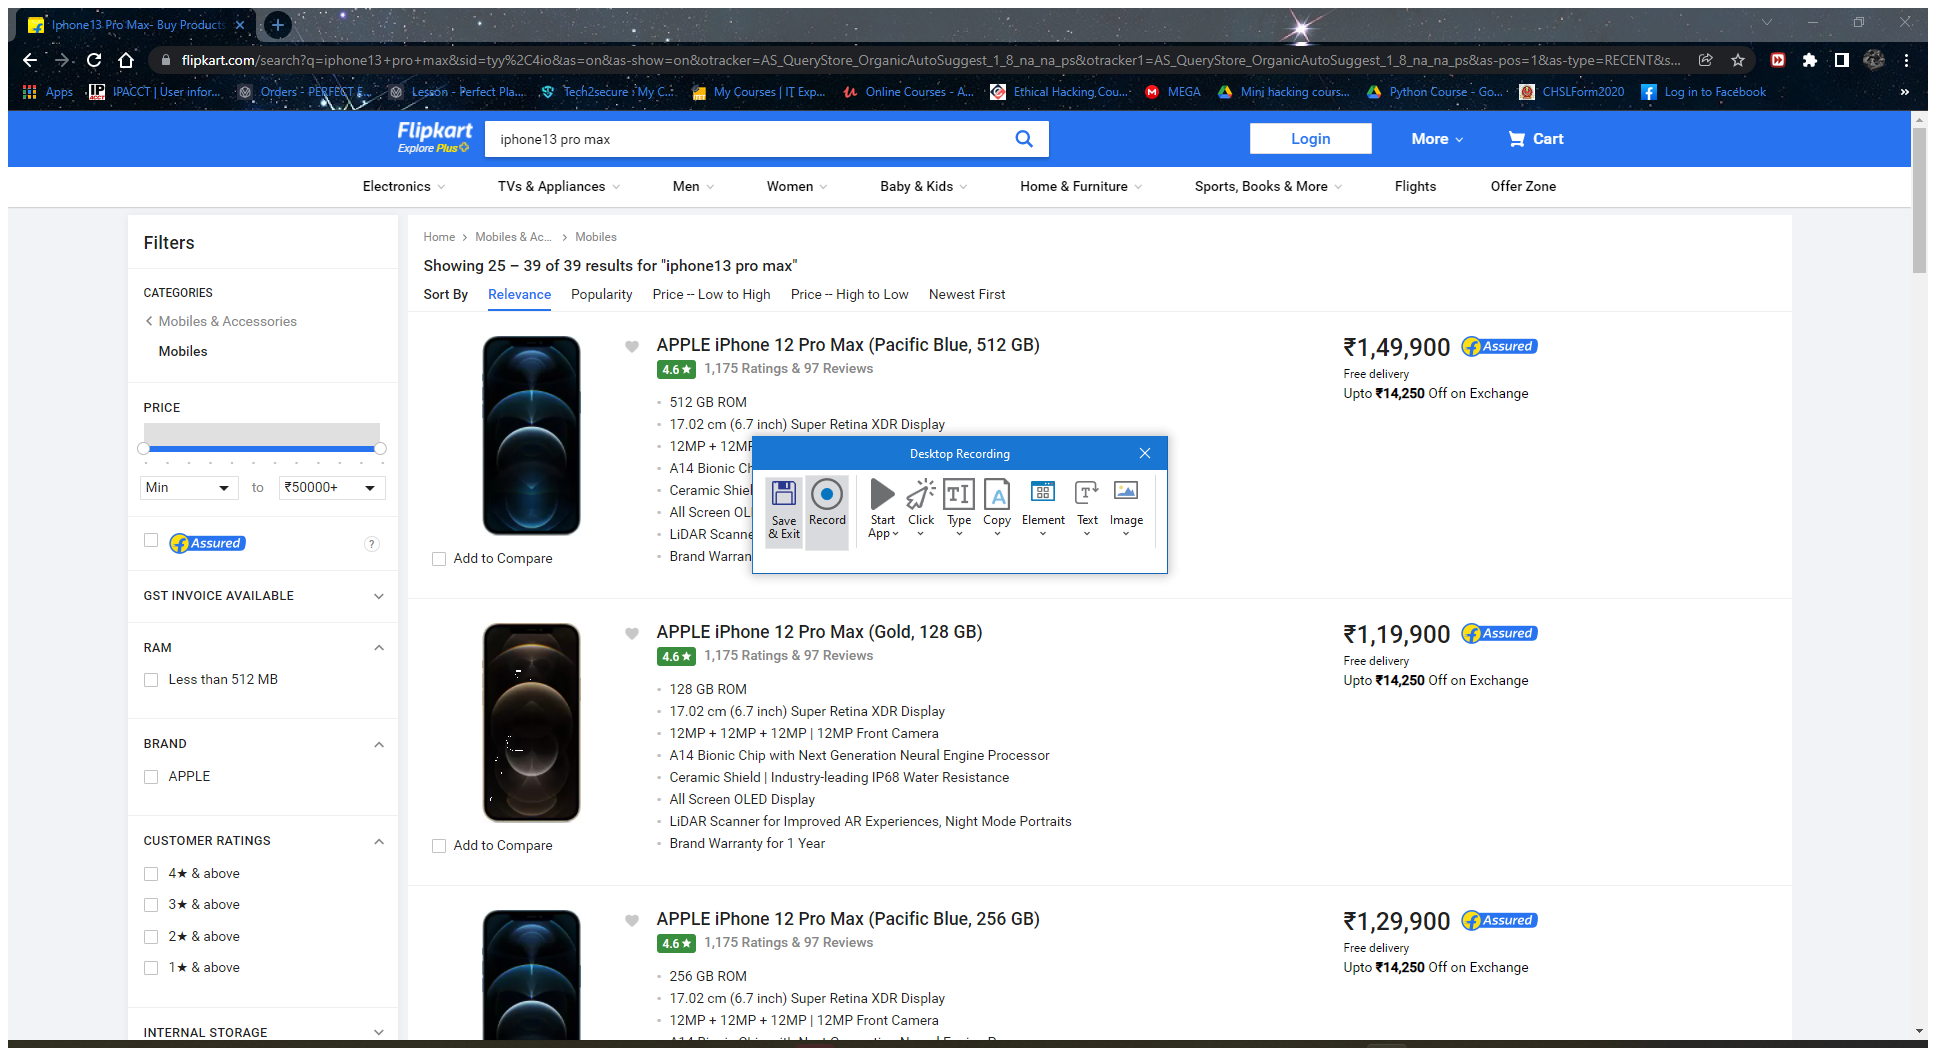 Iphone13 Pro Max- Buy Products
flipkart.com/search?q=iphone13+pro+max&sid=tyy%2C4io&as=on&as-show=on&otracker=AS_QueryStore_OrganicAutoSuggest_1_8_na_na_ps&otracker1=AS_QueryStore_OrganicAutoSuggest_1_8_na_na_ps&as-pos=1&as-type=RECENT&s...
Apps IPACCT | User infor... Orders - PERFECT E... Lesson - Perfect Pla... Tech2secure : My C... My Courses | IT Exp... Online Courses - A... Ethical Hacking Cou... MEGA Mini hacking cours... Python Course - Go... CHSLForm2020 Log in to Facebook »
Flipkart
Explore Plus
iphone13 pro max
Login
More
Cart
Electronics TVs & Appliances Men Women Baby & Kids Home & Furniture Sports, Books & More Flights Offer Zone
Filters
CATEGORIES
Mobiles & Accessories
Mobiles
PRICE
Min to ₹50000+
Assured ?
GST INVOICE AVAILABLE
RAM
Less than 512 MB
BRAND
APPLE
CUSTOMER RATINGS
4★ & above
3★ & above
2★ & above
1★ & above
INTERNAL STORAGE
Home Mobiles & Ac... Mobiles
Showing 25 – 39 of 39 results for "iphone13 pro max"
Sort By Relevance Popularity Price -- Low to High Price -- High to Low Newest First
APPLE iPhone 12 Pro Max (Pacific Blue, 512 GB)
4.6★ 1,175 Ratings & 97 Reviews
512 GB ROM
17.02 cm (6.7 inch) Super Retina XDR Display
12MP + 12MP
A14 Bionic Ch
Ceramic Shiel
All Screen OL
LiDAR Scanne
Brand Warran
Add to Compare
₹1,49,900 Assured
Free delivery
Upto ₹14,250 Off on Exchange
Desktop Recording
Save & Exit
Record
Start App
Click
Type
Copy
Element
Text
Image
APPLE iPhone 12 Pro Max (Gold, 128 GB)
4.6★ 1,175 Ratings & 97 Reviews
128 GB ROM
17.02 cm (6.7 inch) Super Retina XDR Display
12MP + 12MP + 12MP | 12MP Front Camera
A14 Bionic Chip with Next Generation Neural Engine Processor
Ceramic Shield | Industry-leading IP68 Water Resistance
All Screen OLED Display
LiDAR Scanner for Improved AR Experiences, Night Mode Portraits
Brand Warranty for 1 Year
Add to Compare
₹1,19,900 Assured
Free delivery
Upto ₹14,250 Off on Exchange
APPLE iPhone 12 Pro Max (Pacific Blue, 256 GB)
4.6★ 1,175 Ratings & 97 Reviews
256 GB ROM
17.02 cm (6.7 inch) Super Retina XDR Display
12MP + 12MP + 12MP | 12MP Front Camera
₹1,29,900 Assured
Free delivery
Upto ₹14,250 Off on Exchange